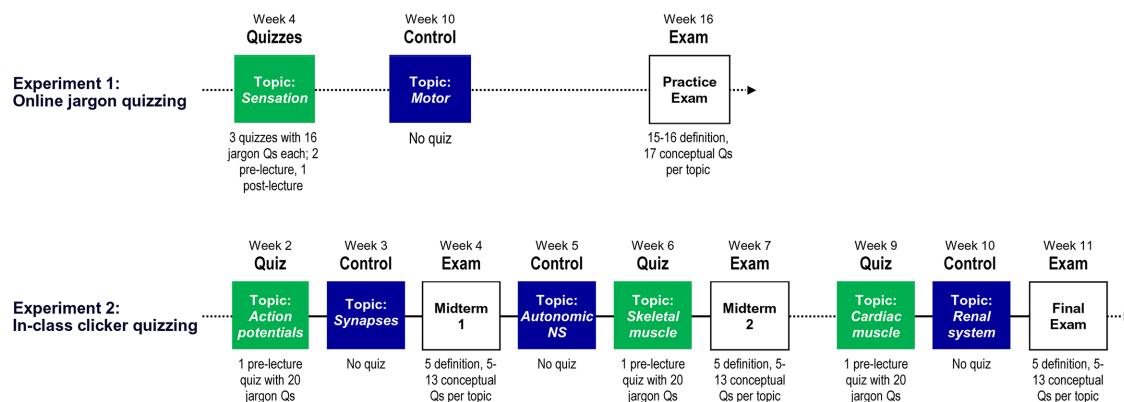 Week 4
Quizzes
Week 10
Control
Week 16
Exam
Experiment 1:
Online jargon quizzing
Topic:
Sensation
Topic:
Motor
Practice
Exam
3 quizzes with 16
jargon Qs each; 2
pre-lecture, 1
post-lecture
No quiz
15-16 definition,
17 conceptual Qs
per topic
Week 2
Quiz
Week 3
Control
Week 4
Exam
Week 5
Control
Week 6
Quiz
Week 7
Exam
Week 9
Quiz
Week 10
Control
Week 11
Exam
Experiment 2:
In-class clicker quizzing
Topic:
Action
potentials
Topic:
Synapses
Midterm
1
Topic:
Autonomic
NS
Topic:
Skeletal
muscle
Midterm
2
Topic:
Cardiac
muscle
Topic:
Renal
system
Final
Exam
1 pre-lecture
quiz with 20
jargon Qs
No quiz
5 definition, 5-
13 conceptual
Qs per topic
No quiz
1 pre-lecture
quiz with 20
jargon Qs
5 definition, 5-
13 conceptual
Qs per topic
1 pre-lecture
quiz with 20
jargon Qs
No quiz
5 definition, 5-
13 conceptual
Qs per topic